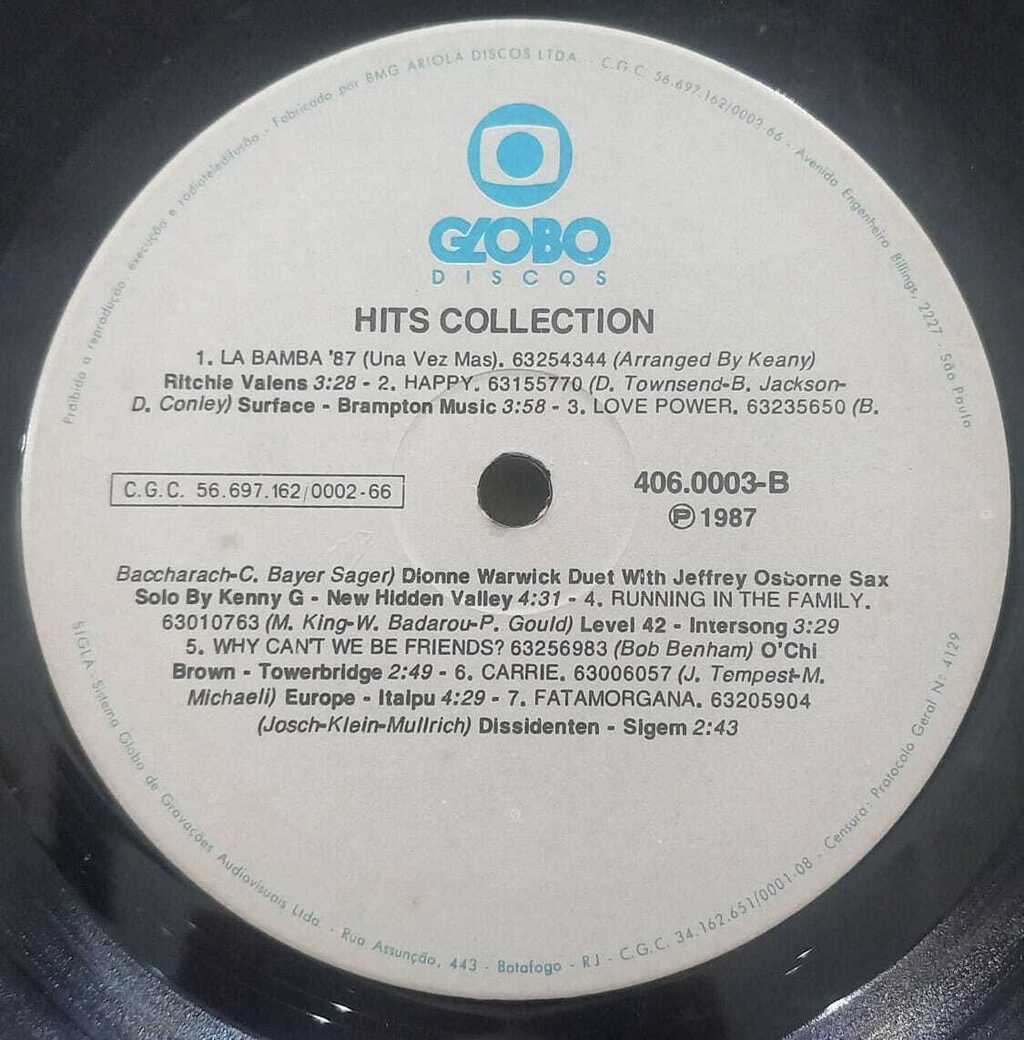 Proibida a reprodução, execução e radioteledifusão - Fabricado por BMG ARIOLA DISCOS LTDA. - C.G.C. 56.697.162/0002-66 - Avenida Engenheiro Billings, 2227 - São Paulo
GLOBO
DISCOS
HITS COLLECTION
1. LA BAMBA '87 (Una Vez Mas). 63254344 (Arranged By Keany)
Ritchie Valens 3:28 - 2. HAPPY. 63155770 (D. Townsend-B. Jackson-
D. Conley) Surface - Brampton Music 3:58 - 3. LOVE POWER. 63235650 (B.
C.G.C. 56.697.162/0002-66
406.0003-B
Ⓟ 1987
Baccharach-C. Bayer Sager) Dionne Warwick Duet With Jeffrey Osborne Sax
Solo By Kenny G - New Hidden Valley 4:31 - 4. RUNNING IN THE FAMILY.
63010763 (M. King-W. Badarou-P. Gould) Level 42 - Intersong 3:29
5. WHY CAN'T WE BE FRIENDS? 63256983 (Bob Benham) O'Chi
Brown - Towerbridge 2:49 - 6. CARRIE. 63006057 (J. Tempest-M.
Michaeli) Europe - Itaipu 4:29 - 7. FATAMORGANA. 63205904
(Josch-Klein-Mullrich) Dissidenten - Sigem 2:43
SIGLA - Sistema Globo de Gravações Audiovisuais Ltda. - Rua Assunção, 443 - Botafogo - RJ - C.G.C. 34.162.651/0001-08 - Censura: Protocolo Geral Nº 4129